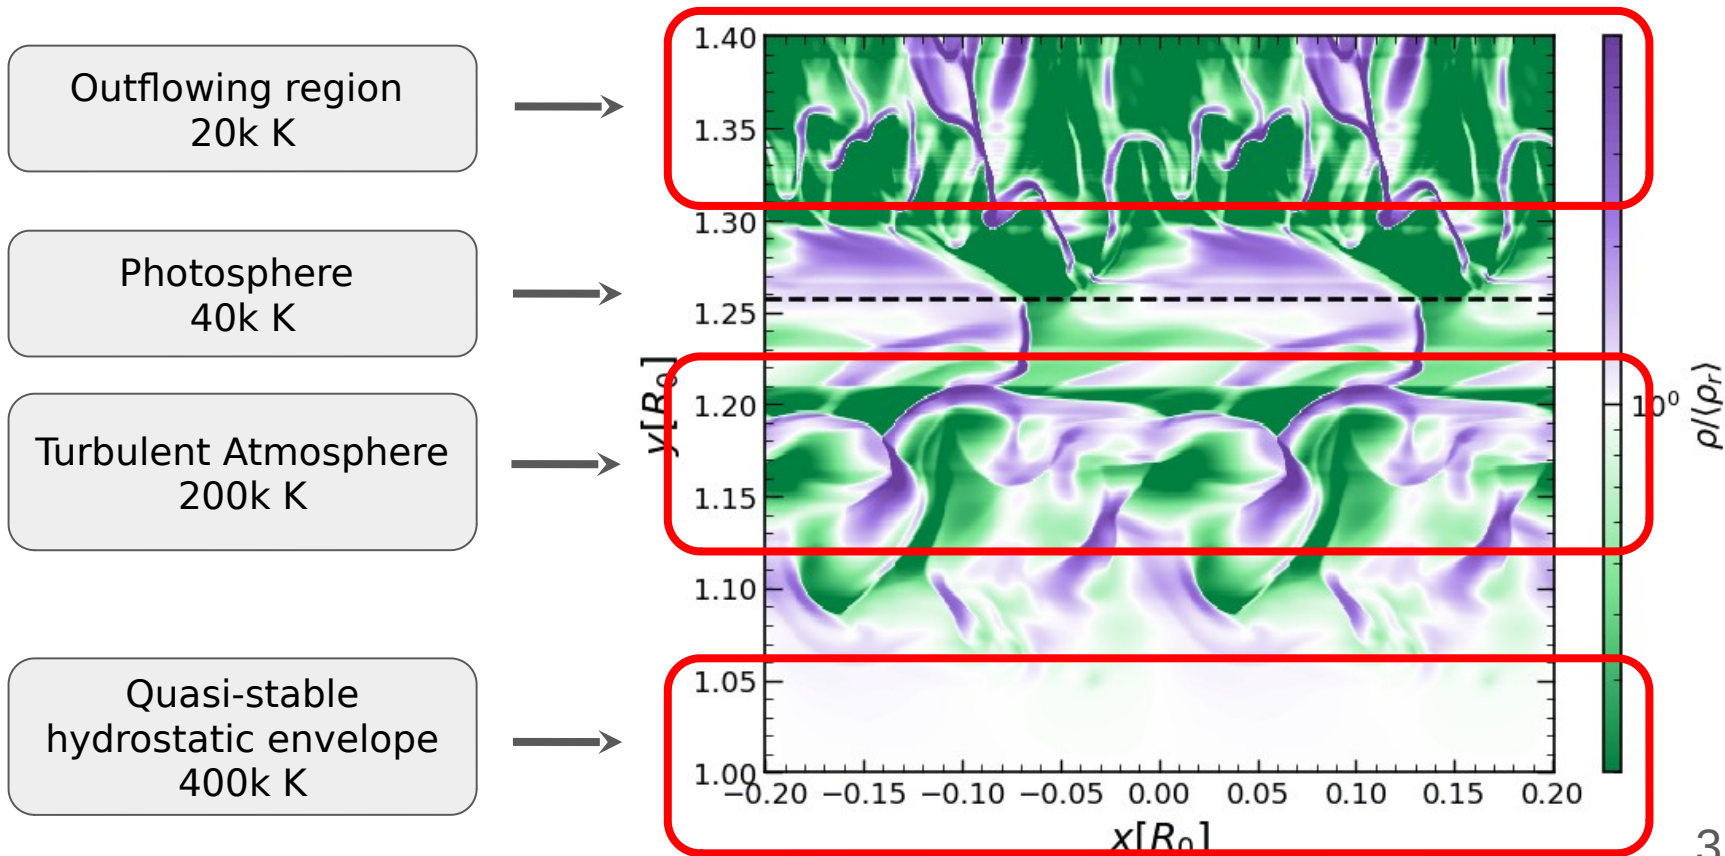 Outflowing region
20k K
Photosphere
40k K
Turbulent Atmosphere
200k K
Quasi-stable
hydrostatic envelope
400k K
1.40
1.35
1.30
1.25
1.20
1.15
1.10
1.05
1.00
y[R₀]
−0.20 −0.15 −0.10 −0.05 0.00 0.05 0.10 0.15 0.20
x[R₀]
10⁰
ρ/⟨ρᵣ⟩
3